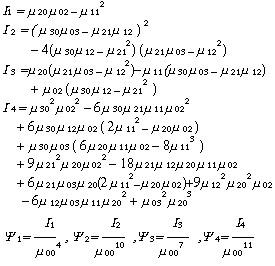 I₁ = μ₂₀μ₀₂ − μ₁₁²
I₂ = (μ₃₀μ₀₃ − μ₂₁μ₁₂)²
− 4(μ₃₀μ₁₂ − μ₂₁²)(μ₂₁μ₀₃ − μ₁₂²)
I₃ = μ₂₀(μ₂₁μ₀₃ − μ₁₂²) − μ₁₁(μ₃₀μ₀₃ − μ₂₁μ₁₂)
+ μ₀₂(μ₃₀μ₁₂ − μ₂₁²)
I₄ = μ₃₀²μ₀₂² − 6μ₃₀μ₂₁μ₁₁μ₀₂²
+ 6μ₃₀μ₁₂μ₀₂(2μ₁₁² − μ₂₀μ₀₂)
+ μ₃₀μ₀₃(6μ₂₀μ₁₁μ₀₂ − 8μ₁₁³)
+ 9μ₂₁²μ₂₀μ₀₂² − 18μ₂₁μ₁₂μ₂₀μ₁₁μ₀₂
+ 6μ₂₁μ₀₃μ₂₀(2μ₁₁² − μ₂₀μ₀₂) + 9μ₁₂²μ₂₀²μ₀₂
− 6μ₁₂μ₀₃μ₁₁μ₂₀² + μ₀₃²μ₂₀³
Ψ₁ = I₁/μ₀₀⁴ , Ψ₂ = I₂/μ₀₀¹⁰ , Ψ₃ = I₃/μ₀₀⁷ , Ψ₄ = I₄/μ₀₀¹¹